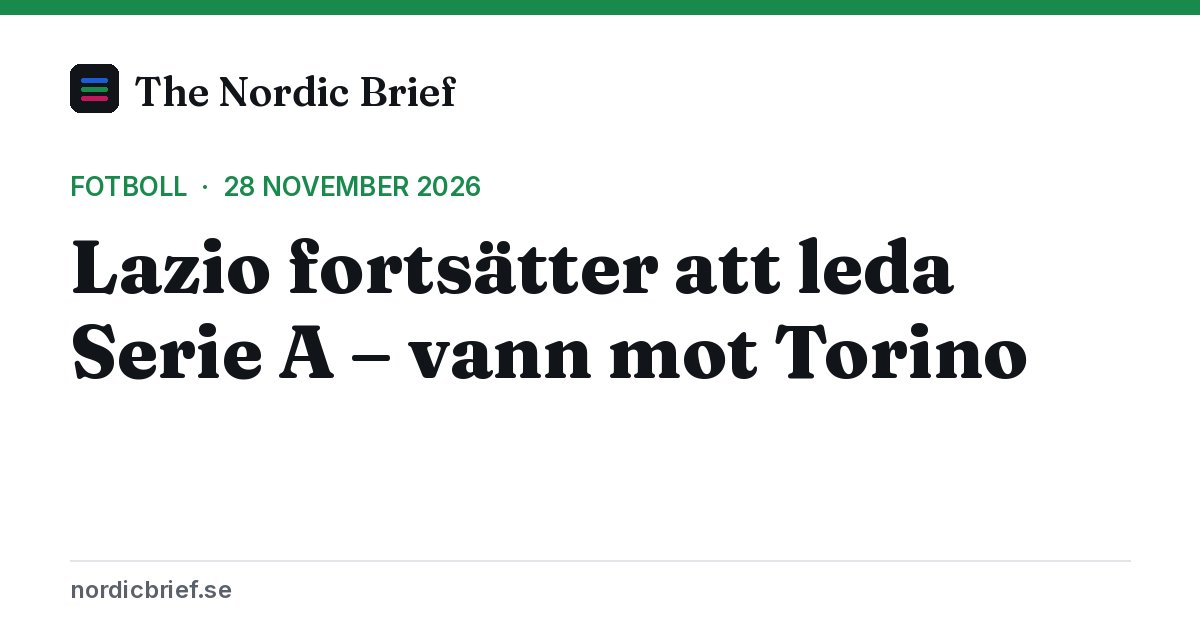 The Nordic Brief
FOTBOLL · 28 NOVEMBER 2026
Lazio fortsätter att leda
Serie A – vann mot Torino
nordicbrief.se